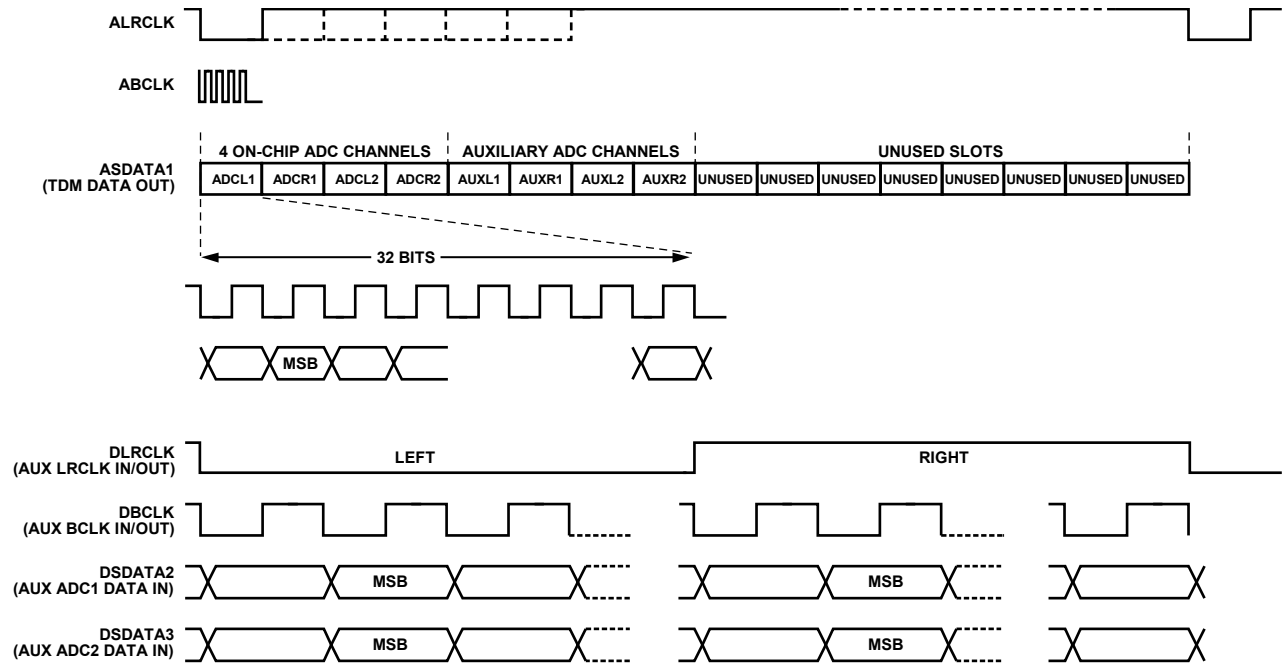 ALRCLK
ABCLK
4 ON-CHIP ADC CHANNELS AUXILIARY ADC CHANNELS UNUSED SLOTS
ASDATA1
(TDM DATA OUT)
ADCL1 ADCR1 ADCL2 ADCR2 AUXL1 AUXR1 AUXL2 AUXR2 UNUSED UNUSED UNUSED UNUSED UNUSED UNUSED UNUSED UNUSED
32 BITS
MSB
DLRCLK
(AUX LRCLK IN/OUT)
LEFT RIGHT
DBCLK
(AUX BCLK IN/OUT)
DSDATA2
(AUX ADC1 DATA IN)
MSB MSB
DSDATA3
(AUX ADC2 DATA IN)
MSB MSB